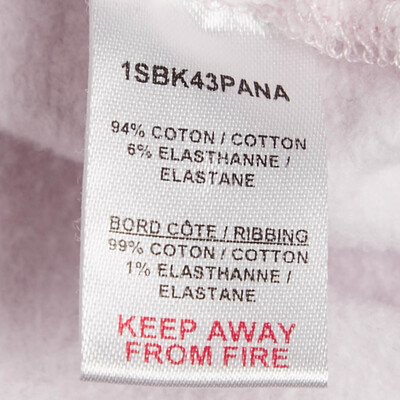 1SBK43PANA
94% COTON / COTTON
6% ELASTHANNE /
ELASTANE
BORD CÔTE / RIBBING
99% COTON / COTTON
1% ELASTHANNE /
ELASTANE
KEEP AWAY
FROM FIRE